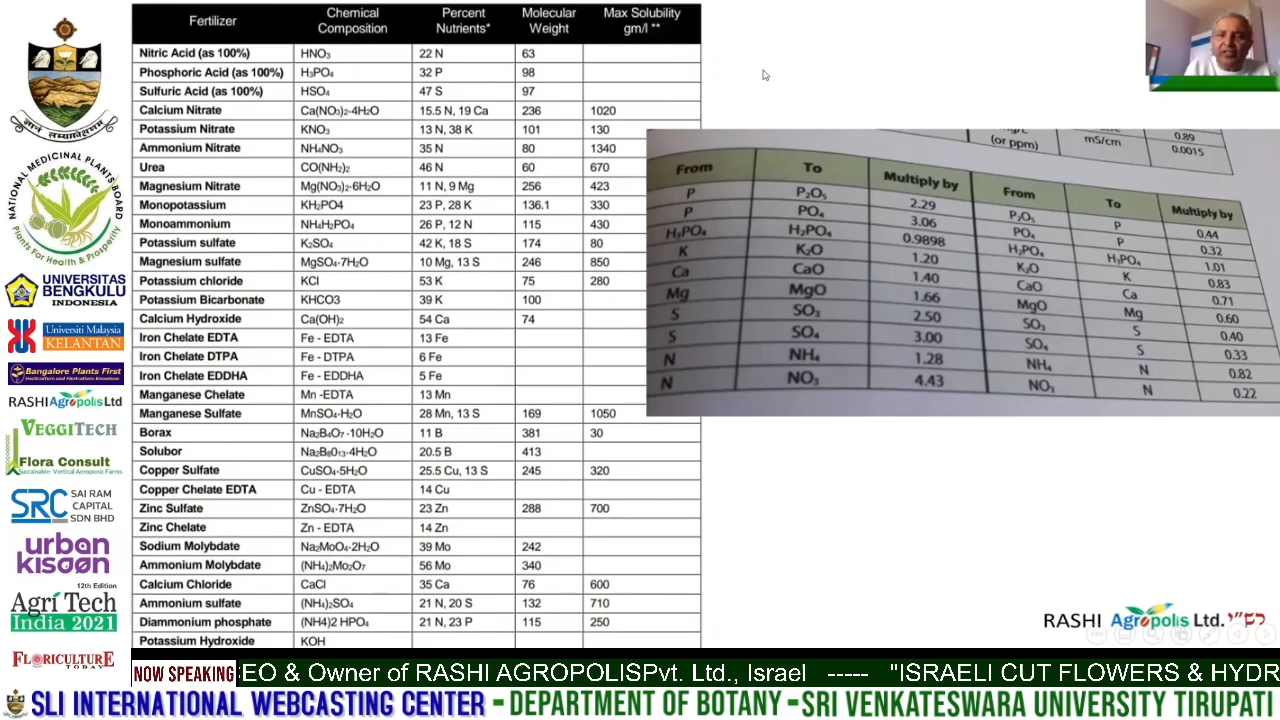 Fertilizer Chemical Composition Percent Nutrients* Molecular Weight Max Solubility gm/l **
Nitric Acid (as 100%) HNO₃ 22 N 63
Phosphoric Acid (as 100%) H₃PO₄ 32 P 98
Sulfuric Acid (as 100%) HSO₄ 47 S 97
Calcium Nitrate Ca(NO₃)₂·4H₂O 15.5 N, 19 Ca 236 1020
Potassium Nitrate KNO₃ 13 N, 38 K 101 130
Ammonium Nitrate NH₄NO₃ 35 N 80 1340
Urea CO(NH₂)₂ 46 N 60 670
Magnesium Nitrate Mg(NO₃)₂·6H₂O 11 N, 9 Mg 256 423
Monopotassium KH₂PO4 23 P, 28 K 136.1 330
Monoammonium NH₄H₂PO₄ 26 P, 12 N 115 430
Potassium sulfate K₂SO₄ 42 K, 18 S 174 80
Magnesium sulfate MgSO₄·7H₂O 10 Mg, 13 S 246 850
Potassium chloride KCl 53 K 75 280
Potassium Bicarbonate KHCO3 39 K 100
Calcium Hydroxide Ca(OH)₂ 54 Ca 74
Iron Chelate EDTA Fe - EDTA 13 Fe
Iron Chelate DTPA Fe - DTPA 6 Fe
Iron Chelate EDDHA Fe - EDDHA 5 Fe
Manganese Chelate Mn -EDTA 13 Mn
Manganese Sulfate MnSO₄·H₂O 28 Mn, 13 S 169 1050
Borax Na₂B₄O₇ ·10H₂O 11 B 381 30
Solubor Na₂B₈0₁₃·4H₂O 20.5 B 413
Copper Sulfate CuSO₄·5H₂O 25.5 Cu, 13 S 245 320
Copper Chelate EDTA Cu - EDTA 14 Cu
Zinc Sulfate ZnSO₄·7H₂O 23 Zn 288 700
Zinc Chelate Zn - EDTA 14 Zn
Sodium Molybdate Na₂MoO₄·2H₂O 39 Mo 242
Ammonium Molybdate (NH₄)₂Mo₂O₇ 56 Mo 340
Calcium Chloride CaCl 35 Ca 76 600
Ammonium sulfate (NH₄)₂SO₄ 21 N, 20 S 132 710
Diammonium phosphate (NH4)2 HPO₄ 21 N, 23 P 115 250
Potassium Hydroxide KOH
(or ppm) mS/cm 0.89
0.0015
From To Multiply by From To Multiply by
P P₂O₅ 2.29 P₂O₅ P 0.44
P PO₄ 3.06 PO₄ P 0.32
H₃PO₄ H₂PO₄ 0.9898 H₂PO₄ H₃PO₄ 1.01
K K₂O 1.20 K₂O K 0.83
Ca CaO 1.40 CaO Ca 0.71
Mg MgO 1.66 MgO Mg 0.60
S SO₃ 2.50 SO₃ S 0.40
S SO₄ 3.00 SO₄ S 0.33
N NH₄ 1.28 NH₄ N 0.82
N NO₃ 4.43 NO₃ N 0.22
NATIONAL MEDICINAL PLANTS BOARD
Plants For Health & Prosperity
UNIVERSITAS
BENGKULU
INDONESIA
Universiti Malaysia
KELANTAN
Bangalore Plants First
RASHI Agropolis Ltd
VEGGITECH
Flora Consult
Sustainable- Vertical Aeroponic Farms
SRC SAI RAM
CAPITAL
SDN BHD
urban
kisaan
12th Edition
Agri Tech
India 2021
FLORICULTURE
TODAY
RASHI Agropolis Ltd.
NOW SPEAKING EO & Owner of RASHI AGROPOLISPvt. Ltd., Israel ----- "ISRAELI CUT FLOWERS & HYDR
SLI INTERNATIONAL WEBCASTING CENTER - DEPARTMENT OF BOTANY - SRI VENKATESWARA UNIVERSITY TIRUPATI